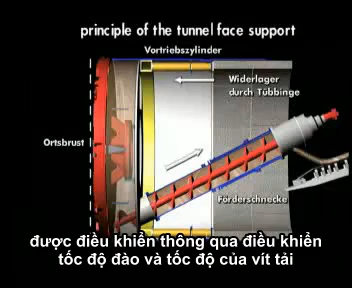 principle of the tunnel face support
Vortriebszylinder
Widerlager
durch Tübbinge
Ortsbrust
Förderschnecke
được điều khiển thông qua điều khiển
tốc độ đào và tốc độ của vít tải